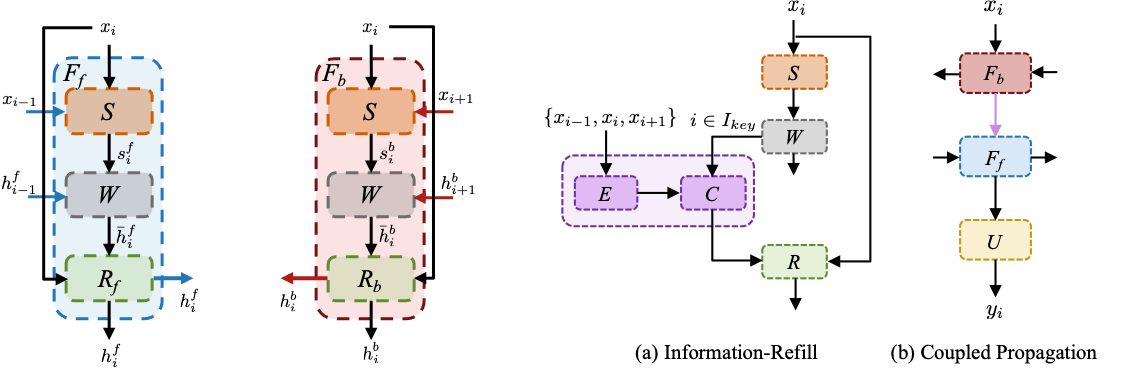 x_i
F_f
x_{i-1}
S
s_i^f
h_{i-1}^f
W
\bar{h}_i^f
R_f
h_i^f
h_i^f
x_i
F_b
x_{i+1}
S
s_i^b
h_{i+1}^b
W
\bar{h}_i^b
R_b
h_i^b
h_i^b
x_i
S
{x_{i-1}, x_i, x_{i+1}}
i ∈ I_{key}
W
E
C
R
(a) Information-Refill
x_i
F_b
F_f
U
y_i
(b) Coupled Propagation